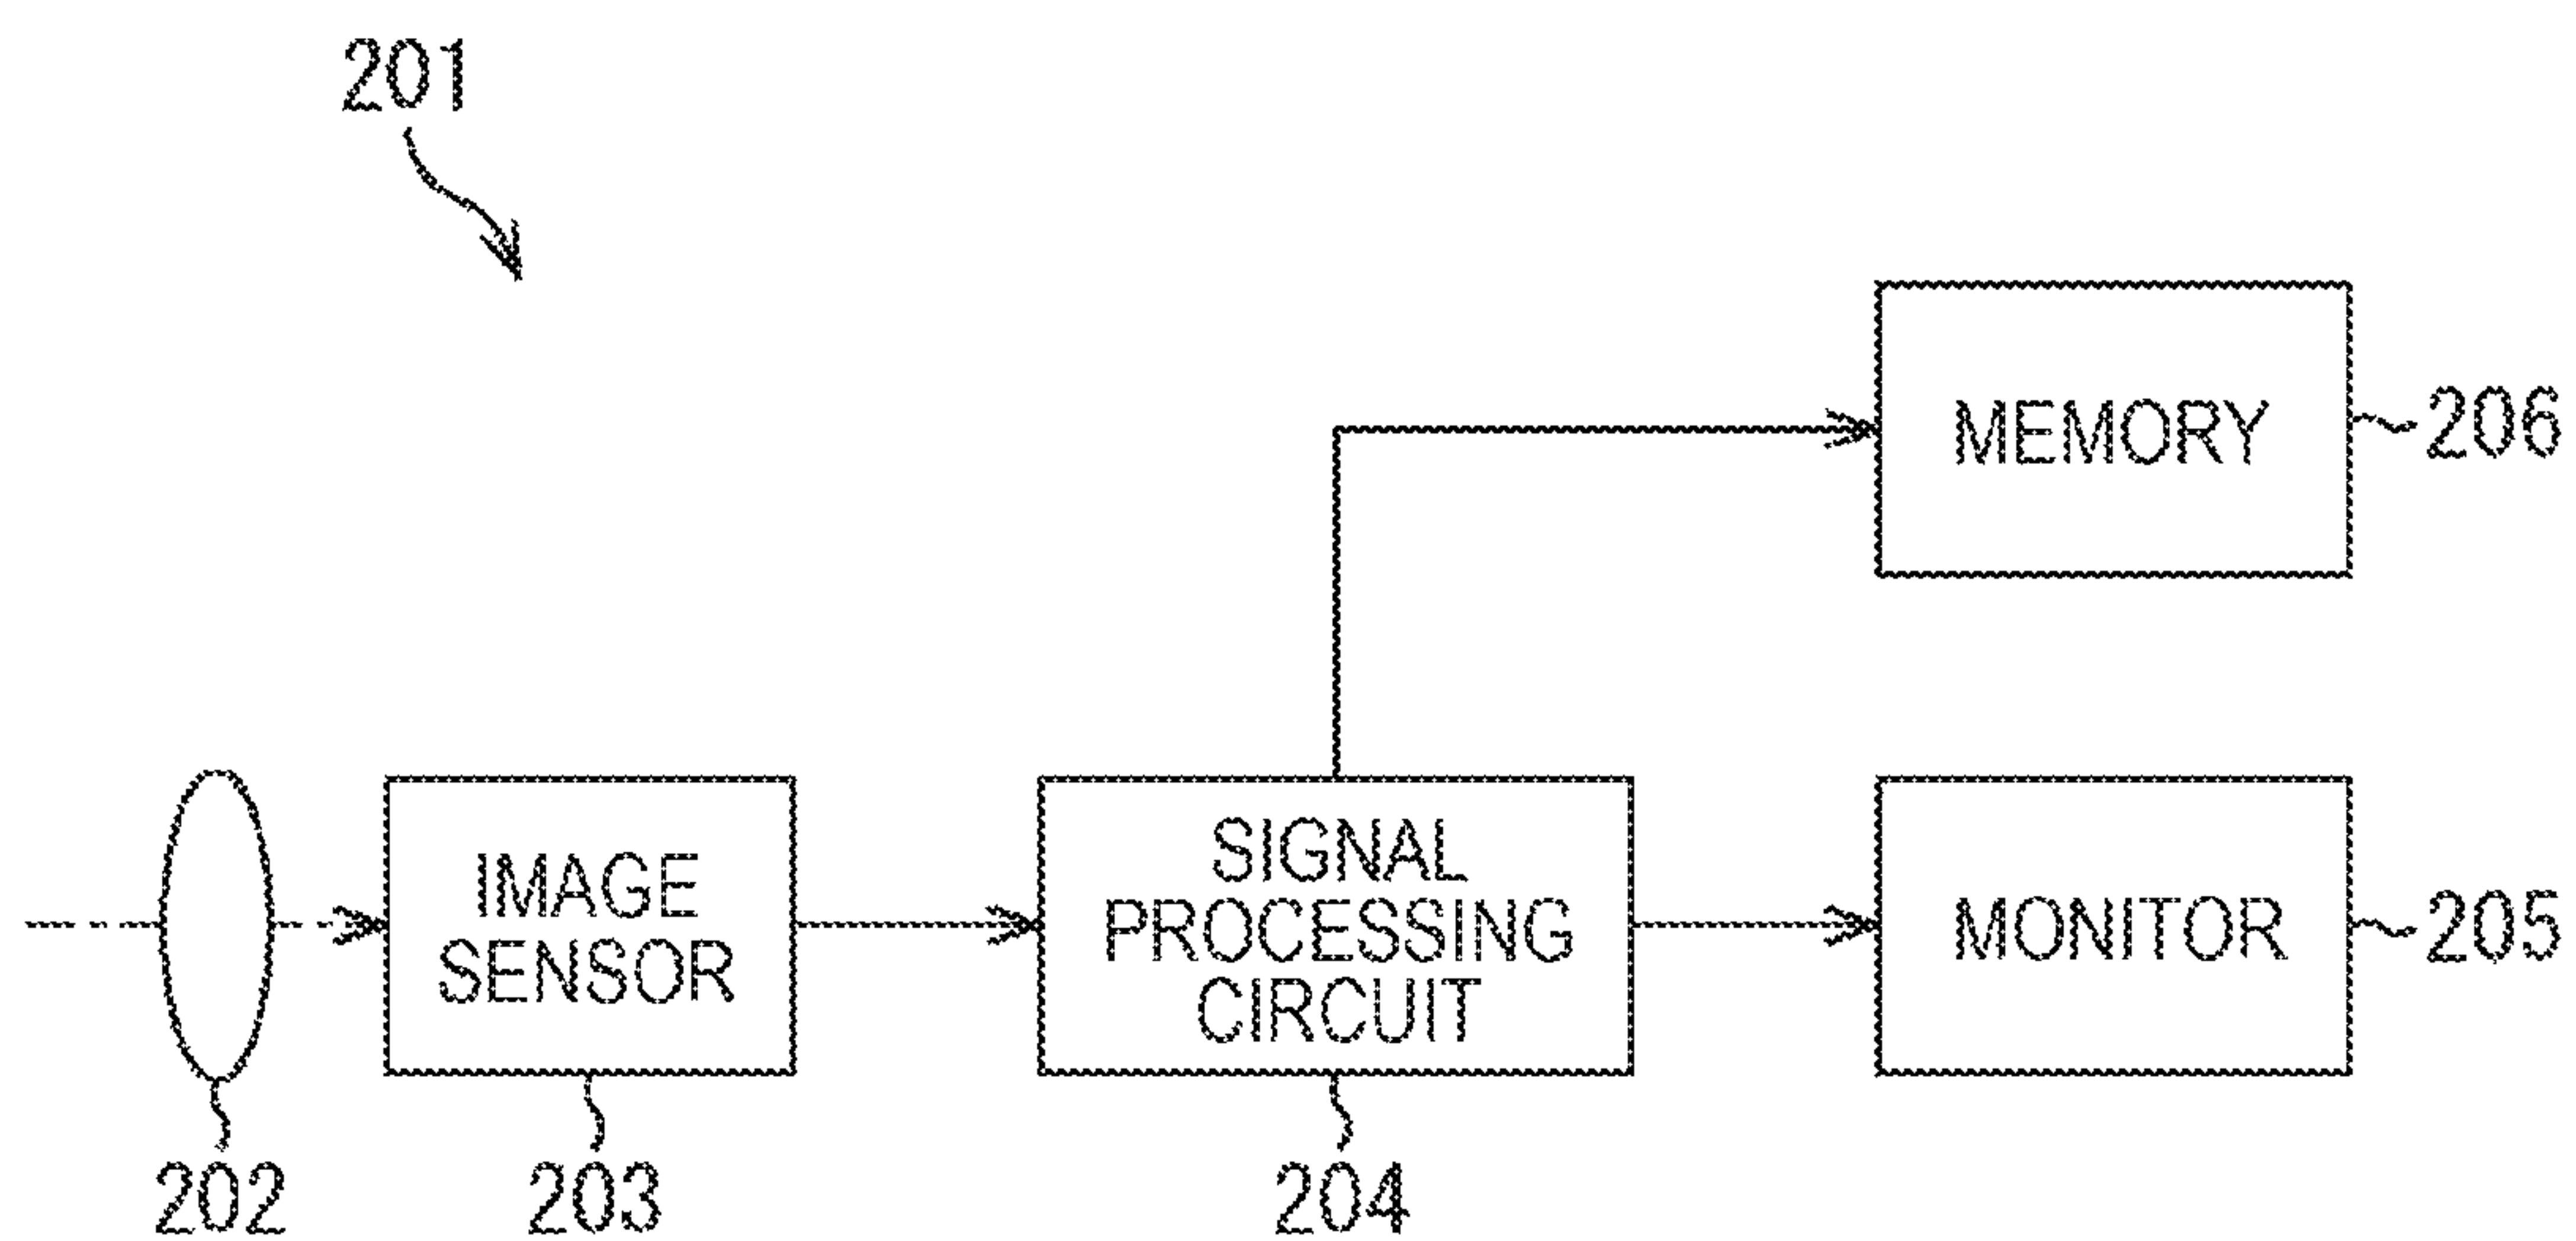 201
MEMORY
206
IMAGE
SENSOR
SIGNAL
PROCESSING
CIRCUIT
MONITOR
205
202
203
204